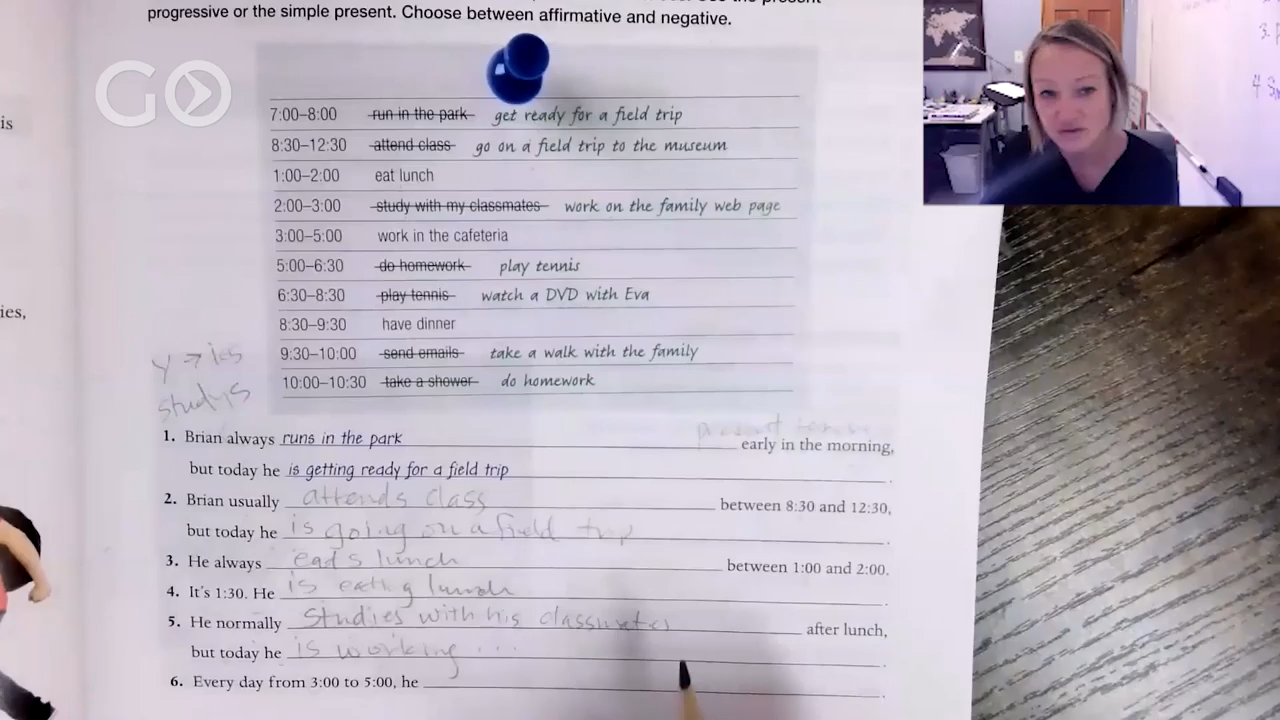 progressive or the simple present. Choose between affirmative and negative.
GO
is
7:00–8:00 run in the park get ready for a field trip
8:30–12:30 attend class go on a field trip to the museum
1:00–2:00 eat lunch
2:00–3:00 study with my classmates work on the family web page
3:00–5:00 work in the cafeteria
5:00–6:30 do homework play tennis
6:30–8:30 play tennis watch a DVD with Eva
8:30–9:30 have dinner
ies,
9:30–10:00 send emails take a walk with the family
y → ies
10:00–10:30 take a shower do homework
1. Brian always runs in the park early in the morning,
but today he is getting ready for a field trip .
2. Brian usually attends class between 8:30 and 12:30,
but today he is going on a field trip .
3. He always eats lunch between 1:00 and 2:00.
4. It's 1:30. He is eating lunch .
5. He normally studies with his classmates after lunch,
but today he is working ... .
6. Every day from 3:00 to 5:00, he .